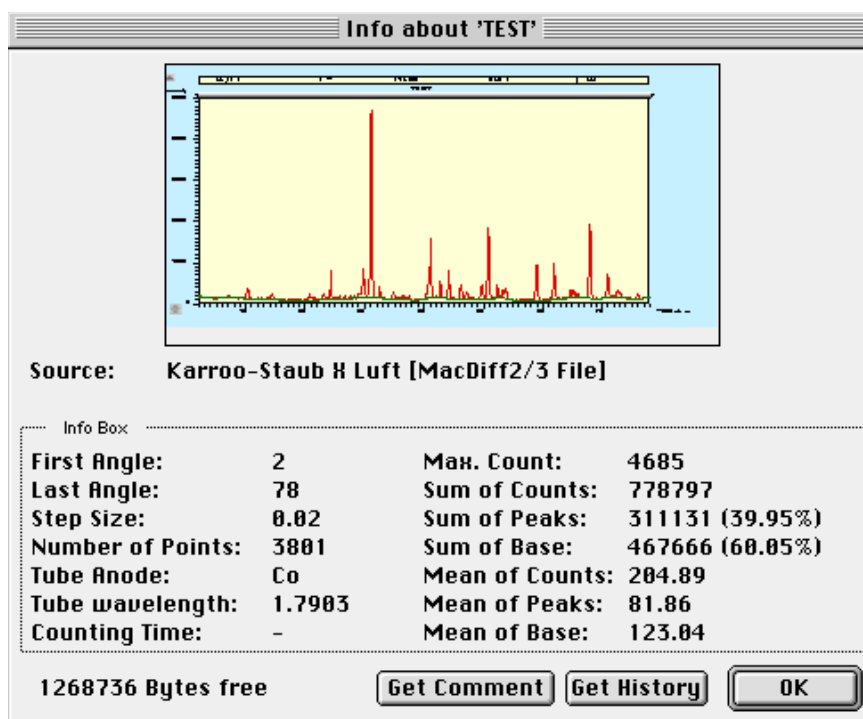 Info about 'TEST'
TEST
Source: Karroo-Staub X Luft [MacDiff2/3 File]
Info Box
First Angle: 2 Max. Count: 4685
Last Angle: 78 Sum of Counts: 778797
Step Size: 0.02 Sum of Peaks: 311131 (39.95%)
Number of Points: 3801 Sum of Base: 467666 (60.05%)
Tube Anode: Co Mean of Counts: 204.89
Tube wavelength: 1.7903 Mean of Peaks: 81.86
Counting Time: - Mean of Base: 123.04
1268736 Bytes free Get Comment Get History OK